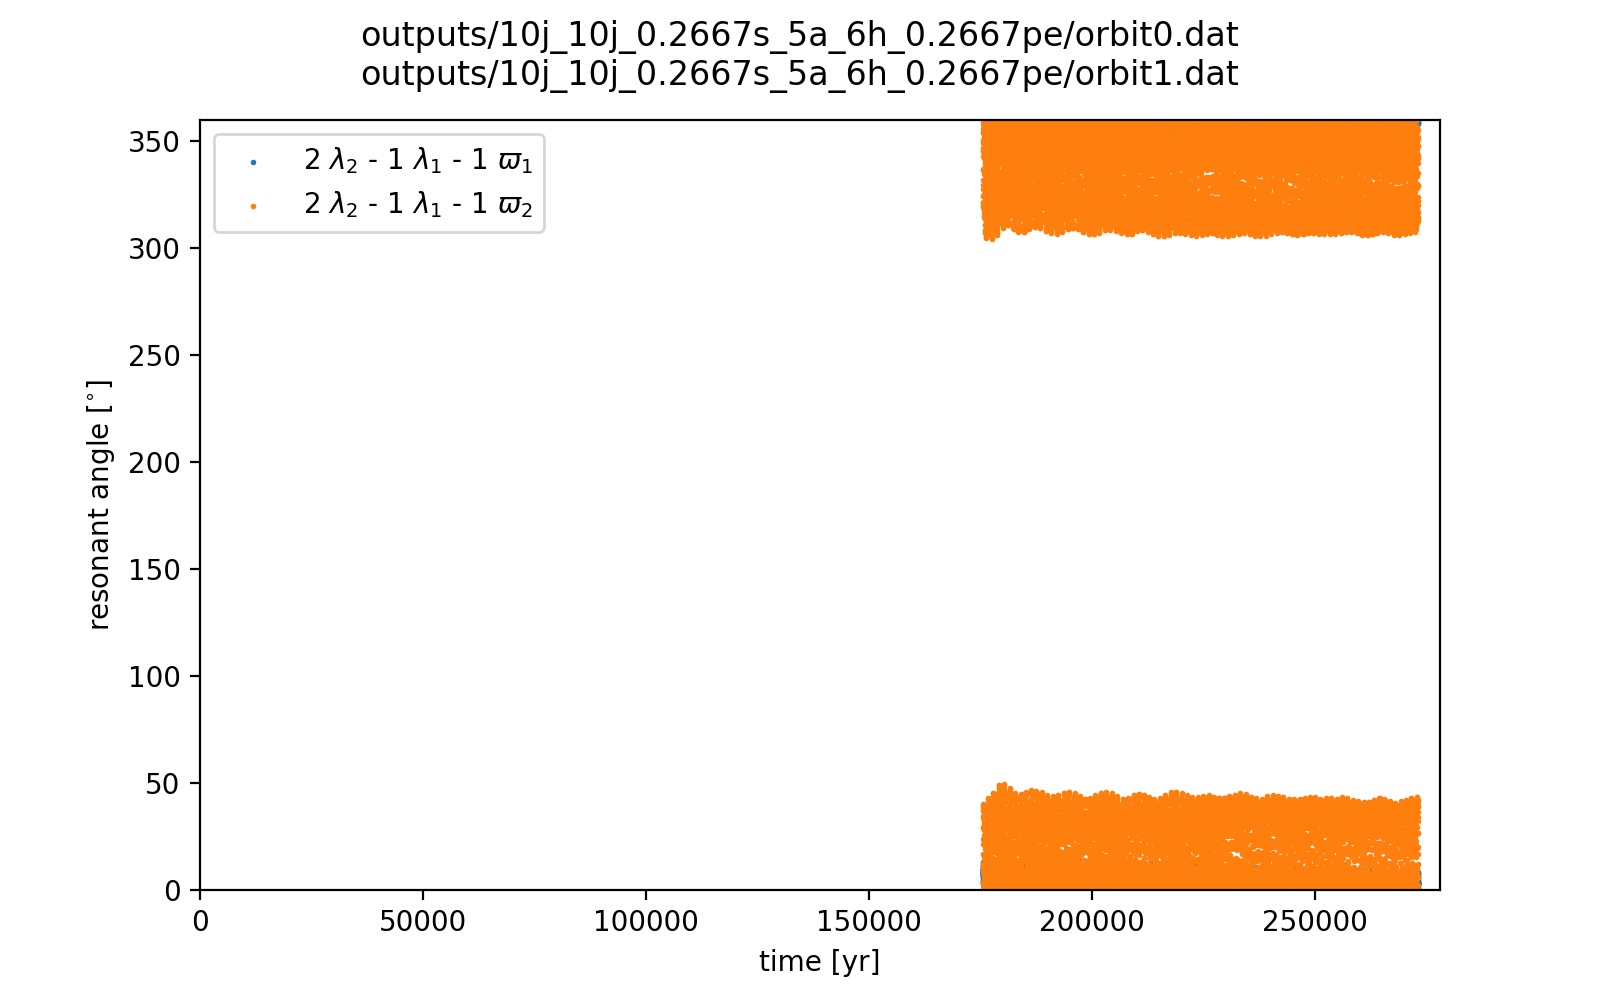 outputs/10j_10j_0.2667s_5a_6h_0.2667pe/orbit0.dat
outputs/10j_10j_0.2667s_5a_6h_0.2667pe/orbit1.dat
2 λ₂ - 1 λ₁ - 1 ϖ₁
2 λ₂ - 1 λ₁ - 1 ϖ₂
350
300
250
200
150
100
50
0
resonant angle [°]
0 50000 100000 150000 200000 250000
time [yr]